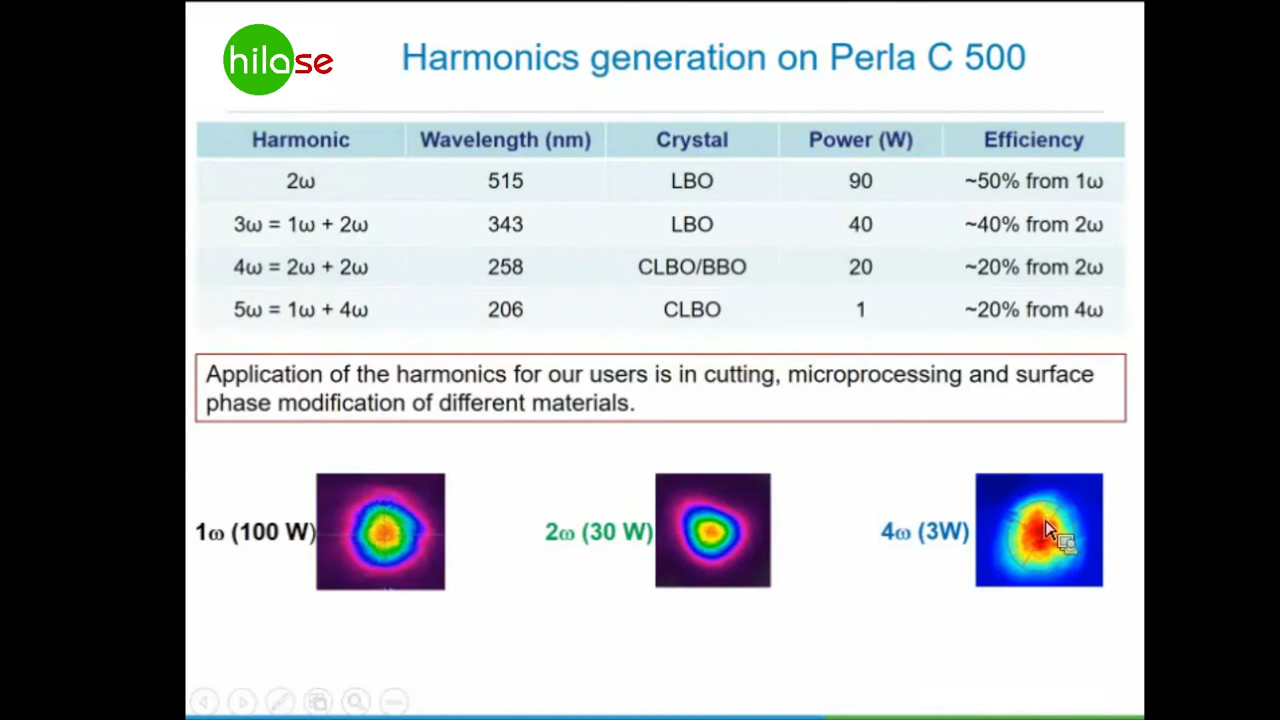 hilase
Harmonics generation on Perla C 500
Harmonic Wavelength (nm) Crystal Power (W) Efficiency
2ω 515 LBO 90 ~50% from 1ω
3ω = 1ω + 2ω 343 LBO 40 ~40% from 2ω
4ω = 2ω + 2ω 258 CLBO/BBO 20 ~20% from 2ω
5ω = 1ω + 4ω 206 CLBO 1 ~20% from 4ω
Application of the harmonics for our users is in cutting, microprocessing and surface
phase modification of different materials.
1ω (100 W) 2ω (30 W) 4ω (3W)